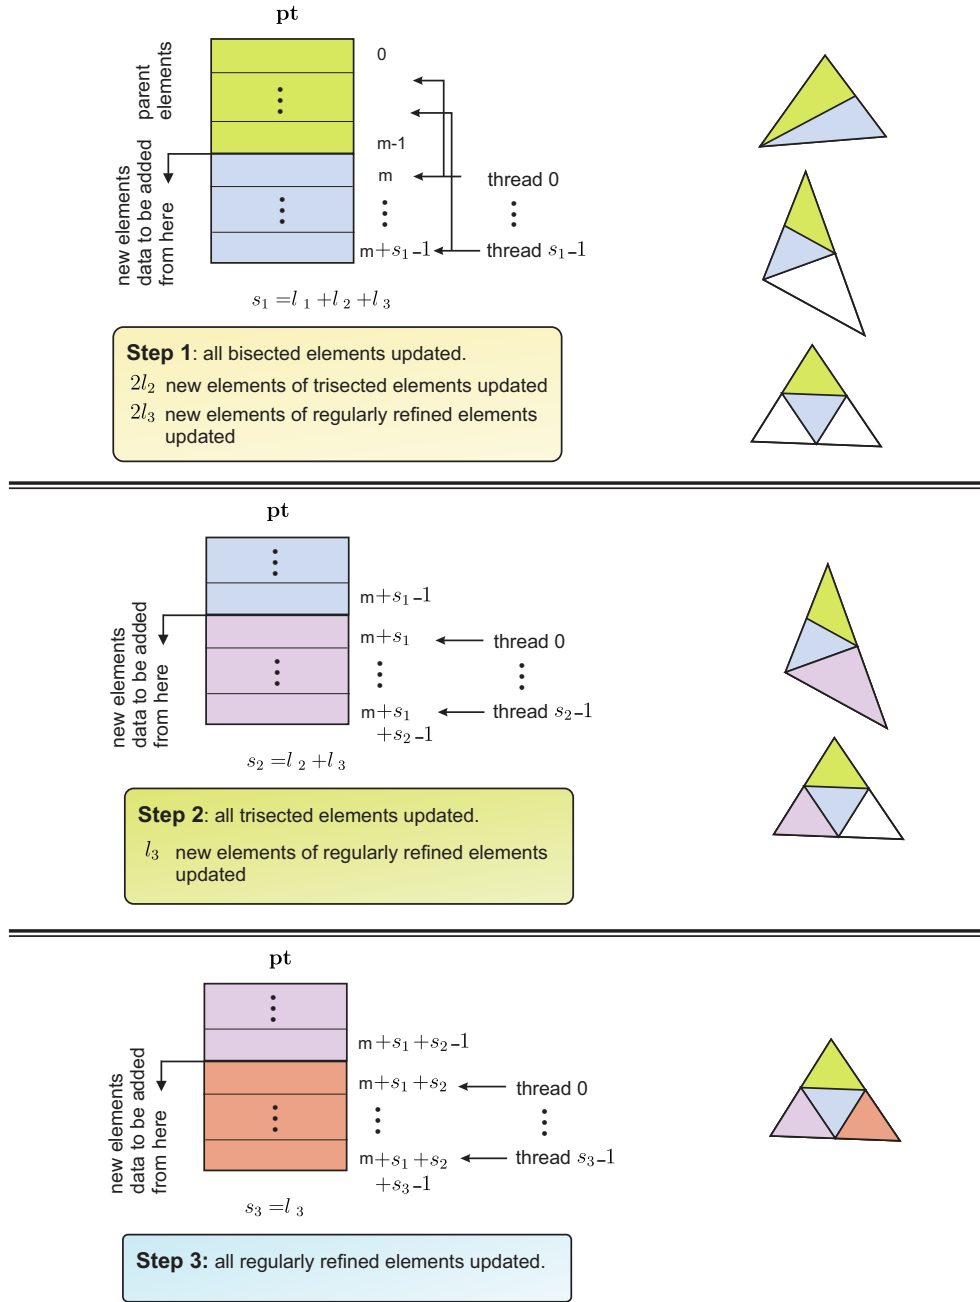 pt
parent
elements
0
m-1
new elements
data to be added
from here
m
thread 0
m+s₁-1
thread s₁-1
s₁ = l₁ + l₂ + l₃
Step 1: all bisected elements updated.
2l₂ new elements of trisected elements updated
2l₃ new elements of regularly refined elements
updated
pt
m+s₁-1
new elements
data to be added
from here
m+s₁
thread 0
m+s₁
+s₂-1
thread s₂-1
s₂ = l₂ + l₃
Step 2: all trisected elements updated.
l₃ new elements of regularly refined elements
updated
pt
m+s₁+s₂-1
new elements
data to be added
from here
m+s₁+s₂
thread 0
m+s₁+s₂
+s₃-1
thread s₃-1
s₃ = l₃
Step 3: all regularly refined elements updated.